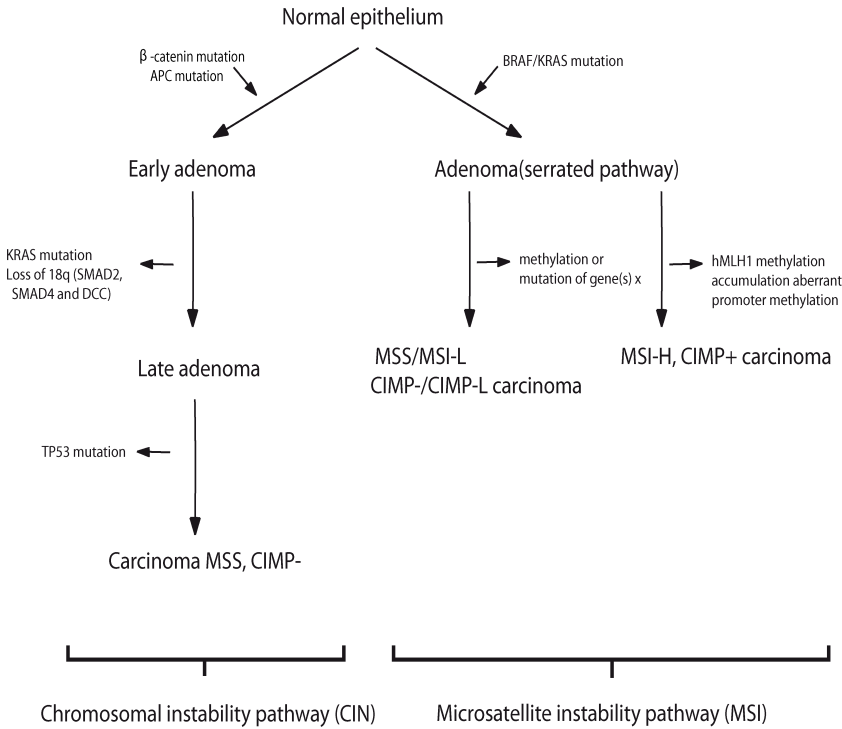 Normal epithelium
β -catenin mutation
APC mutation
BRAF/KRAS mutation
Early adenoma
Adenoma(serrated pathway)
KRAS mutation
Loss of 18q (SMAD2,
SMAD4 and DCC)
methylation or
mutation of gene(s) x
hMLH1 methylation
accumulation aberrant
promoter methylation
Late adenoma
MSS/MSI-L
CIMP-/CIMP-L carcinoma
MSI-H, CIMP+ carcinoma
TP53 mutation
Carcinoma MSS, CIMP-
Chromosomal instability pathway (CIN)
Microsatellite instability pathway (MSI)